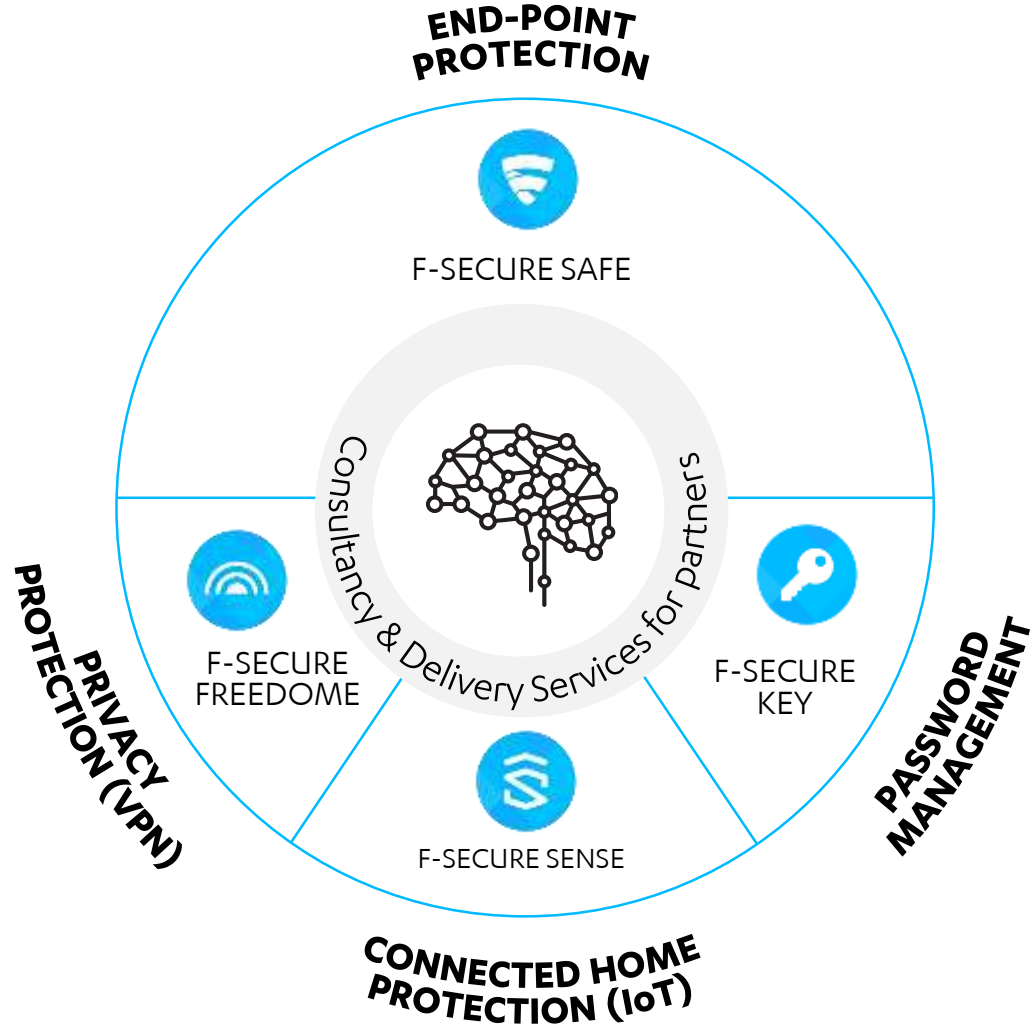 END-POINT
PROTECTION
F-SECURE SAFE
Consultancy & Delivery Services for partners
F-SECURE
FREEDOME
PRIVACY
PROTECTION (VPN)
F-SECURE
KEY
PASSWORD
MANAGEMENT
F-SECURE SENSE
CONNECTED HOME
PROTECTION (IoT)